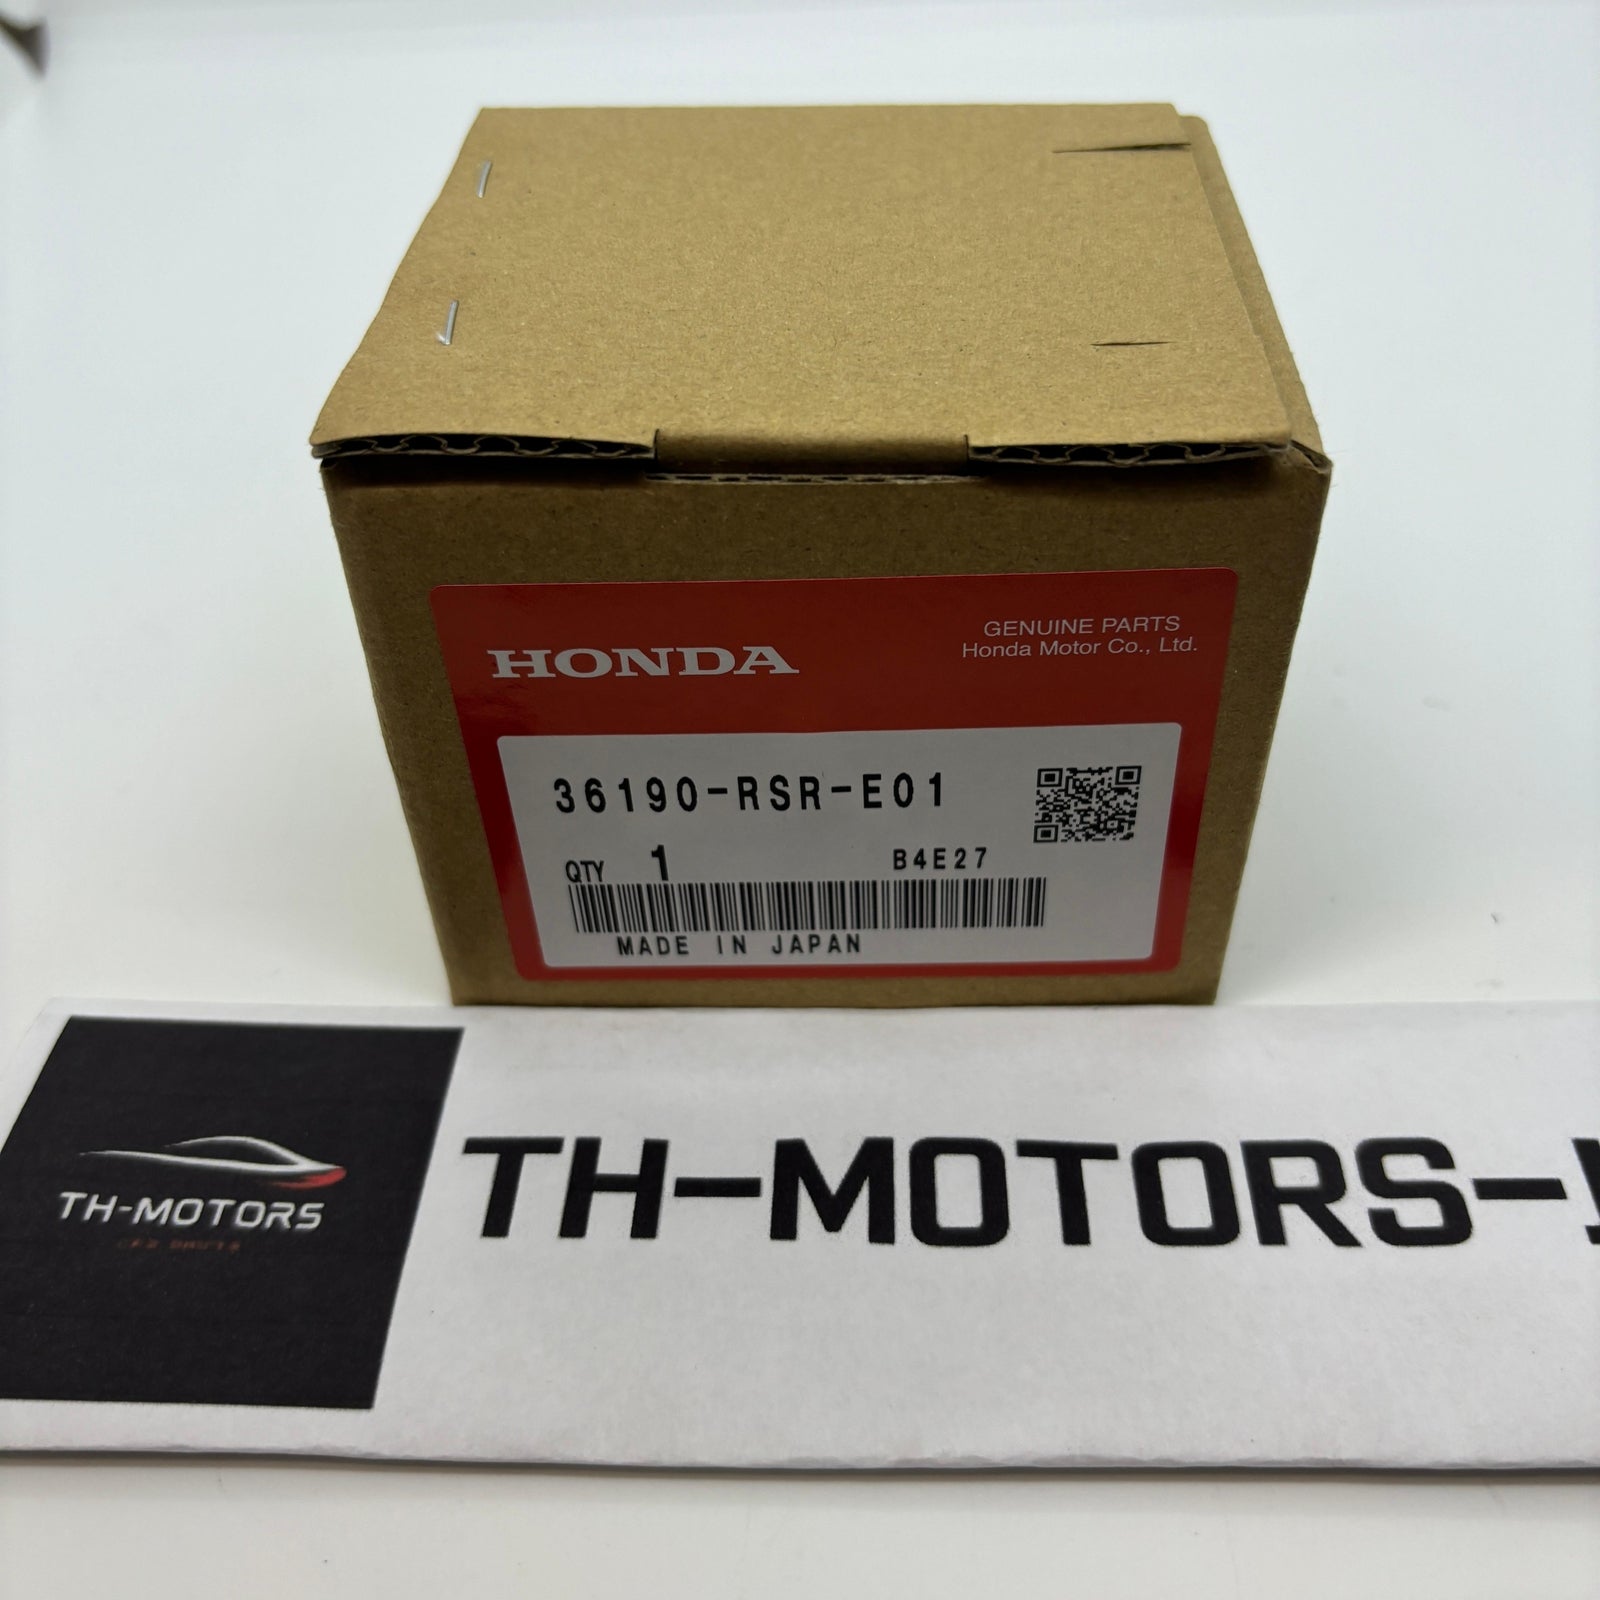 HONDA
GENUINE PARTS
Honda Motor Co., Ltd.
36190-RSR-E01
QTY 1 B4E27
MADE IN JAPAN
TH-MOTORS
TH-MOTORS-